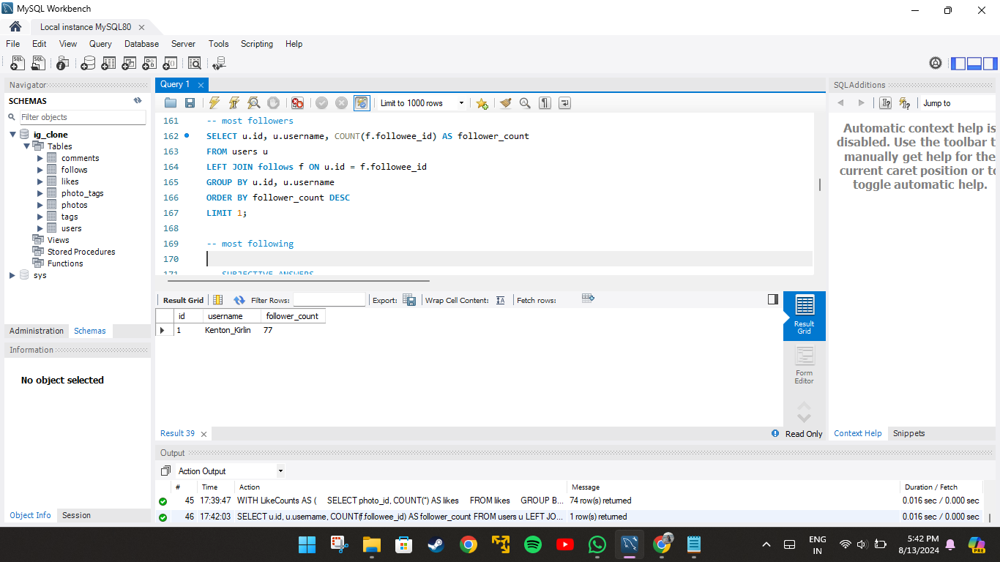 MySQL Workbench
Local instance MySQL80
File Edit View Query Database Server Tools Scripting Help
Navigator
SCHEMAS
Filter objects
ig_clone
Tables
comments
follows
likes
photo_tags
photos
tags
users
Views
Stored Procedures
Functions
sys
Administration Schemas
Information
No object selected
Object Info Session
Query 1
Limit to 1000 rows
161 -- most followers
162 SELECT u.id, u.username, COUNT(f.followee_id) AS follower_count
163 FROM users u
164 LEFT JOIN follows f ON u.id = f.followee_id
165 GROUP BY u.id, u.username
166 ORDER BY follower_count DESC
167 LIMIT 1;
168
169 -- most following
170
171 SUBJECTIVE ANSWERS
Result Grid Filter Rows: Export: Wrap Cell Content: Fetch rows:
id username follower_count
1 Kenton_Kirlin 77
Result Grid
Form Editor
Result 39
Read Only
SQLAdditions
Jump to
Automatic context help is
disabled. Use the toolbar t
manually get help for the
current caret position or to
toggle automatic help.
Context Help Snippets
Output
Action Output
# Time Action Message Duration / Fetch
45 17:39:47 WITH LikeCounts AS ( SELECT photo_id, COUNT(*) AS likes FROM likes GROUP B... 74 row(s) returned 0.016 sec / 0.000 sec
46 17:42:03 SELECT u.id, u.username, COUNT(f.followee_id) AS follower_count FROM users u LEFT JO... 1 row(s) returned 0.016 sec / 0.000 sec
ENG
IN
5:42 PM
8/13/2024
PRE